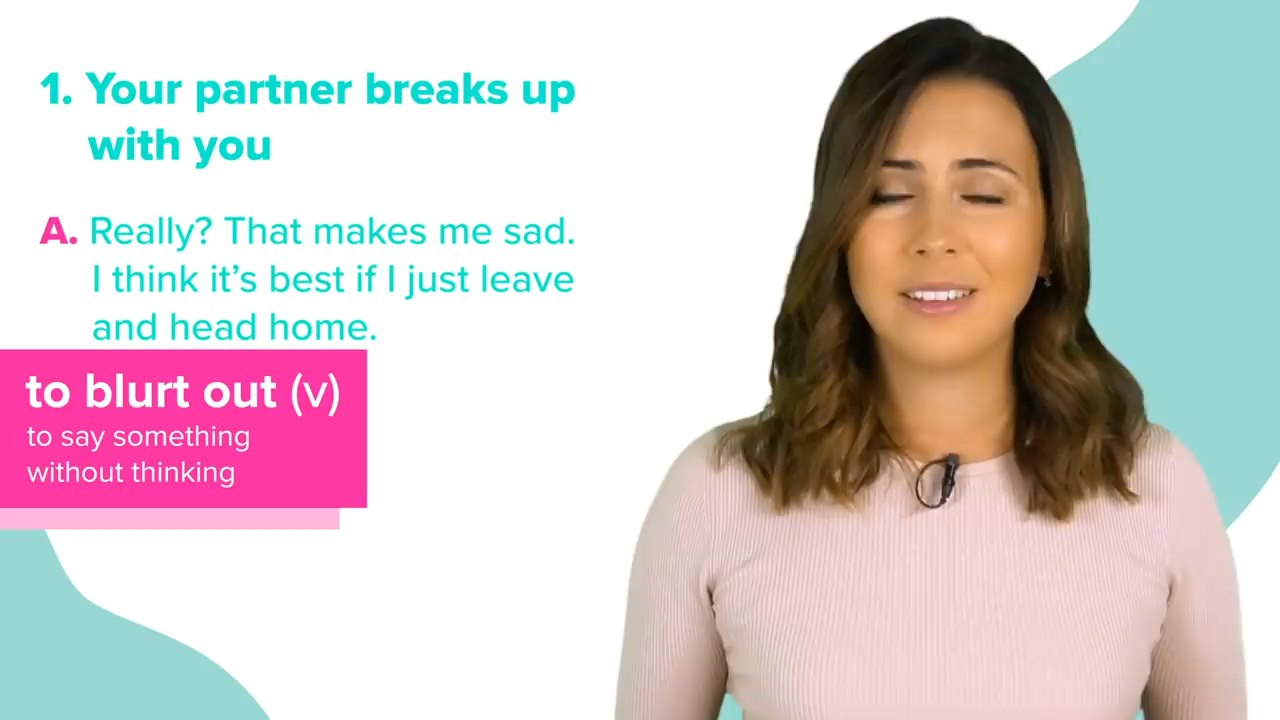 1. Your partner breaks up
with you
A. Really? That makes me sad.
I think it’s best if I just leave
and head home.
to blurt out (v)
to say something
without thinking